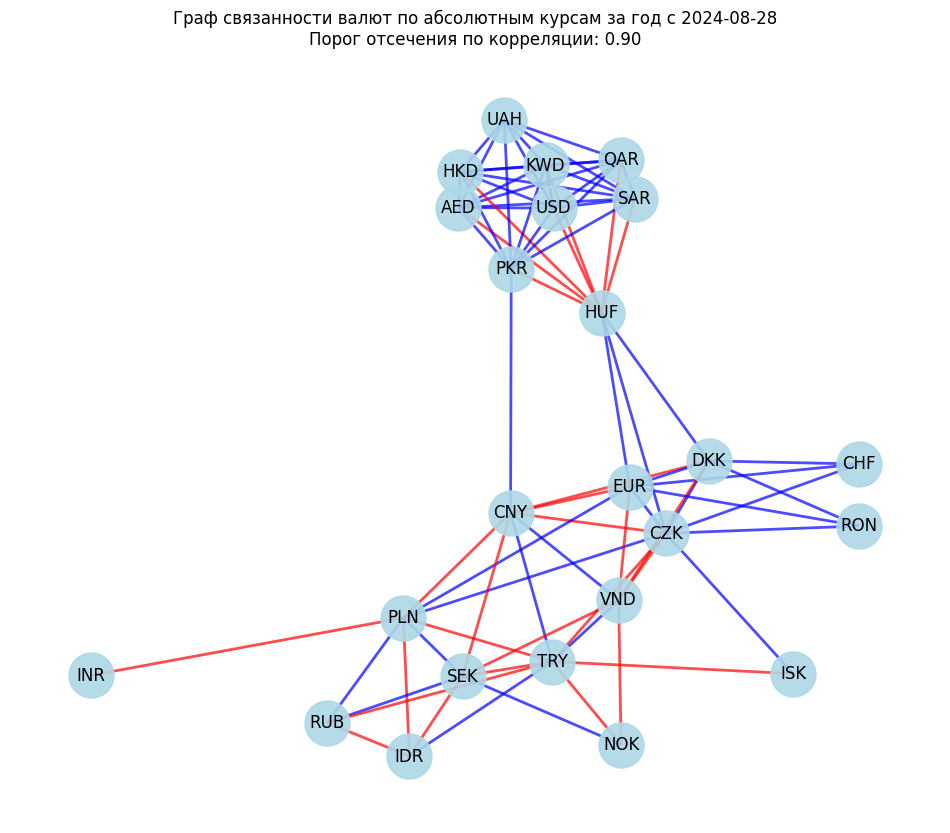 Граф связанности валют по абсолютным курсам за год с 2024-08-28
Порог отсечения по корреляции: 0.90
UAH
QAR
KWD
HKD
SAR
AED
USD
PKR
HUF
DKK
CHF
EUR
CNY
RON
CZK
VND
PLN
TRY
ISK
INR
SEK
RUB
NOK
IDR